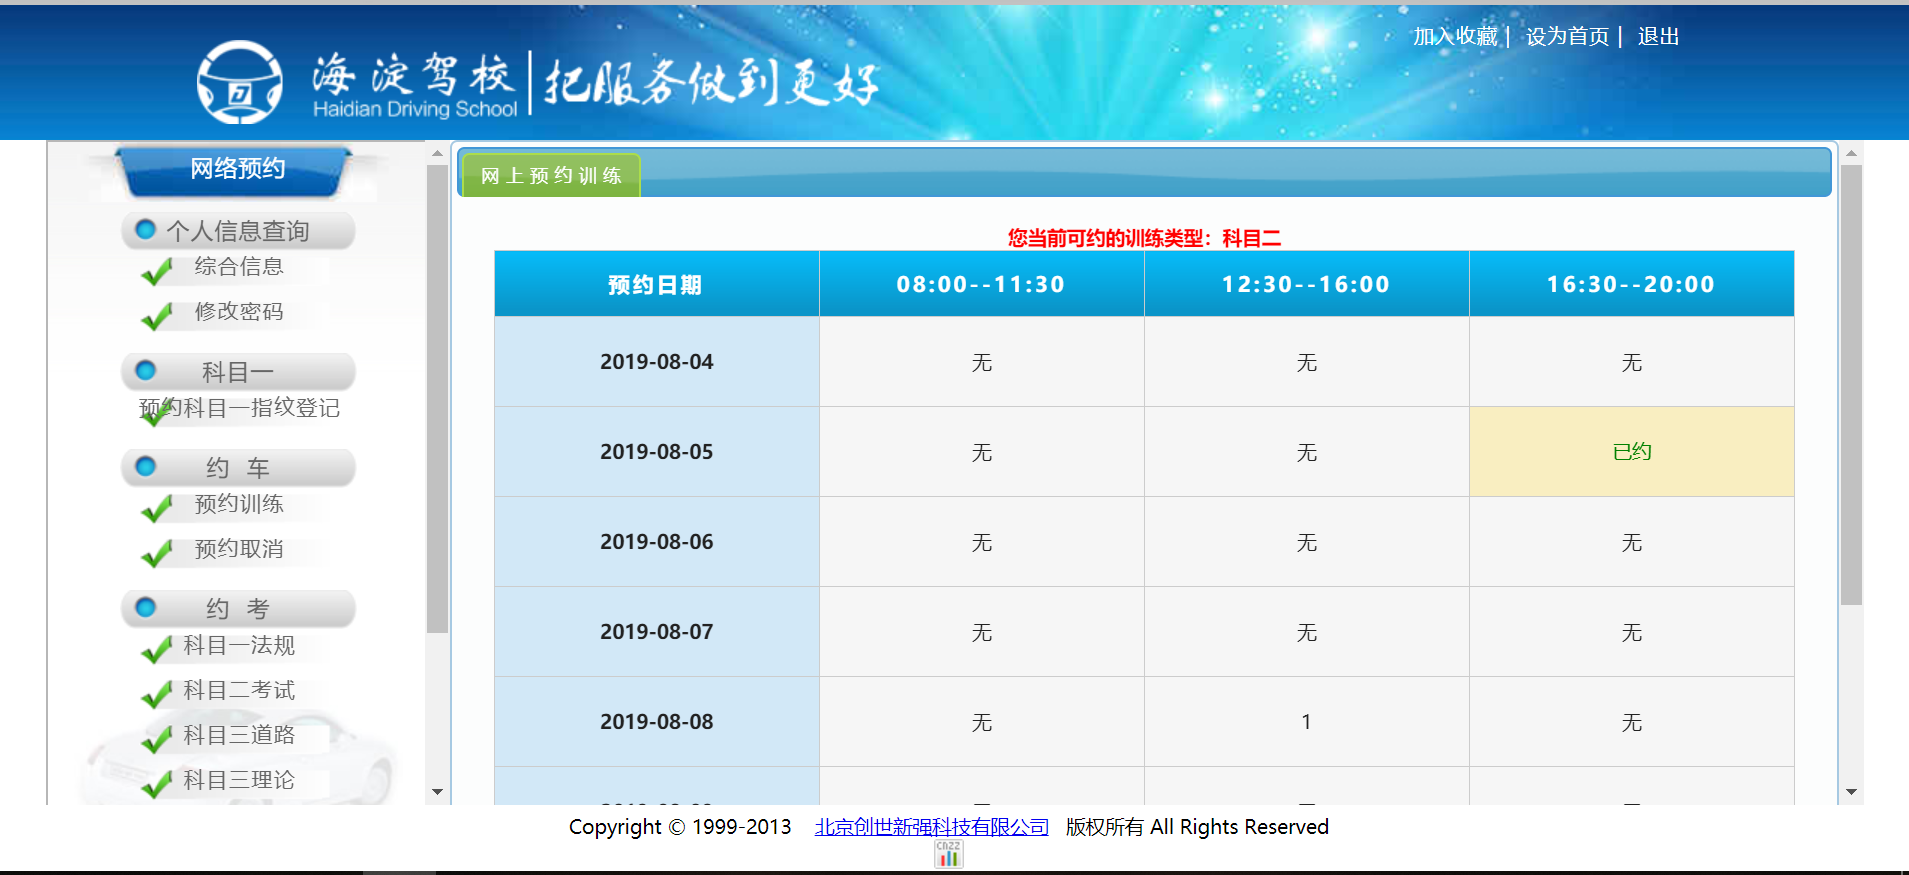 加入收藏 | 设为首页 | 退出
海淀驾校 把服务做到更好
Haidian Driving School
网络预约
个人信息查询
综合信息
修改密码
科目一
预约科目一指纹登记
约 车
预约训练
预约取消
约 考
科目一法规
科目二考试
科目三道路
科目三理论
网上预约训练
您当前可约的训练类型：科目二
预约日期 08:00--11:30 12:30--16:00 16:30--20:00
2019-08-04 无 无 无
2019-08-05 无 无 已约
2019-08-06 无 无 无
2019-08-07 无 无 无
2019-08-08 无 1 无
Copyright © 1999-2013 北京创世新强科技有限公司 版权所有 All Rights Reserved
CNZZ